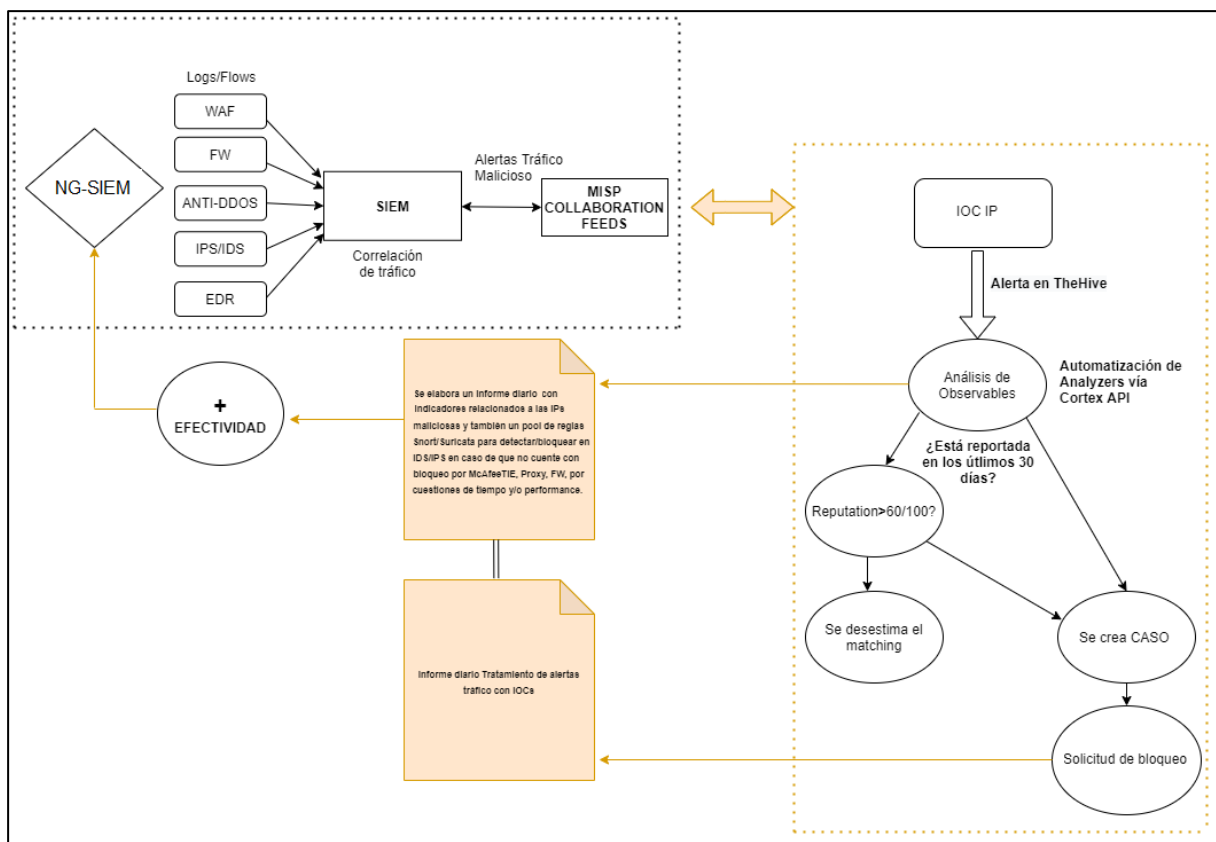 Logs/Flows
WAF
FW
ANTI-DDOS
IPS/IDS
EDR
NG-SIEM
SIEM
Correlación
de tráfico
Alertas Tráfico
Malicioso
MISP
COLLABORATION
FEEDS
IOC IP
Alerta en TheHive
Análisis de
Observables
Automatización de
Analyzers vía
Cortex API
¿Está reportada
en los útlimos 30
días?
Reputation>60/100?
Se desestima el
matching
Se crea CASO
Solicitud de bloqueo
Se elabora un Informe diario con
Indicadores relacionados a las IPs
maliciosas y también un pool de reglas
Snort/Suricata para detectar/bloquear en
IDS/IPS en caso de que no cuente con
bloqueo por McAfeeTIE, Proxy, FW, por
cuestiones de tiempo y/o performance.
Informe diario Tratamiento de alertas
tráfico con IOCs
+
EFECTIVIDAD